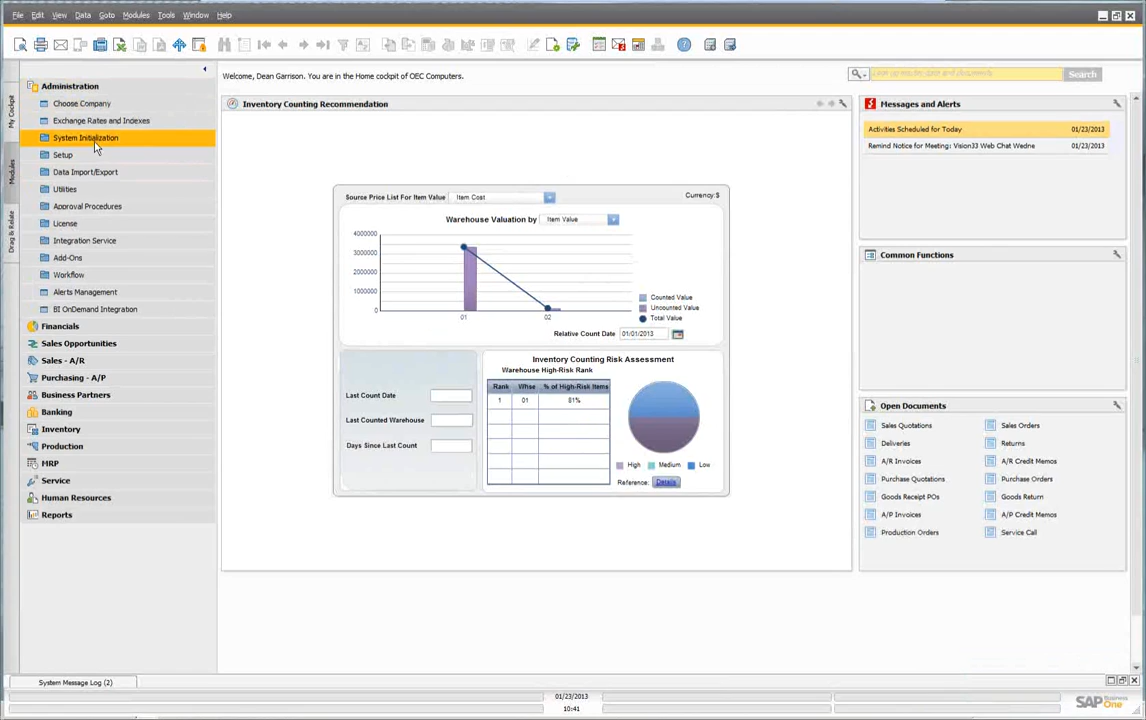 File Edit View Data Goto Modules Tools Window Help
Welcome, Dean Garrison. You are in the Home cockpit of OEC Computers.
Search
My Cockpit
Modules
Drag & Relate
Administration
Choose Company
Exchange Rates and Indexes
System Initialization
Setup
Data Import/Export
Utilities
Approval Procedures
License
Integration Service
Add-Ons
Workflow
Alerts Management
BI OnDemand Integration
Financials
Sales Opportunities
Sales - A/R
Purchasing - A/P
Business Partners
Banking
Inventory
Production
MRP
Service
Human Resources
Reports
Inventory Counting Recommendation
Source Price List For Item Value Item Cost Currency:$
Warehouse Valuation by Item Value
4000000
3000000
2000000
1000000
0
01 02
Counted Value
Uncounted Value
Total Value
Relative Count Date 01/01/2013
Last Count Date
Last Counted Warehouse
Days Since Last Count
Inventory Counting Risk Assessment
Warehouse High-Risk Rank
Rank Whse % of High-Risk Items
1 01 81%
High Medium Low
Reference: Details
Messages and Alerts
Activities Scheduled for Today 01/23/2013
Remind Notice for Meeting: Vision33 Web Chat Wedne 01/23/2013
Common Functions
Open Documents
Sales Quotations Sales Orders
Deliveries Returns
A/R Invoices A/R Credit Memos
Purchase Quotations Purchase Orders
Goods Receipt POs Goods Return
A/P Invoices A/P Credit Memos
Production Orders Service Call
System Message Log (2)
01/23/2013
10:41
SAP Business One